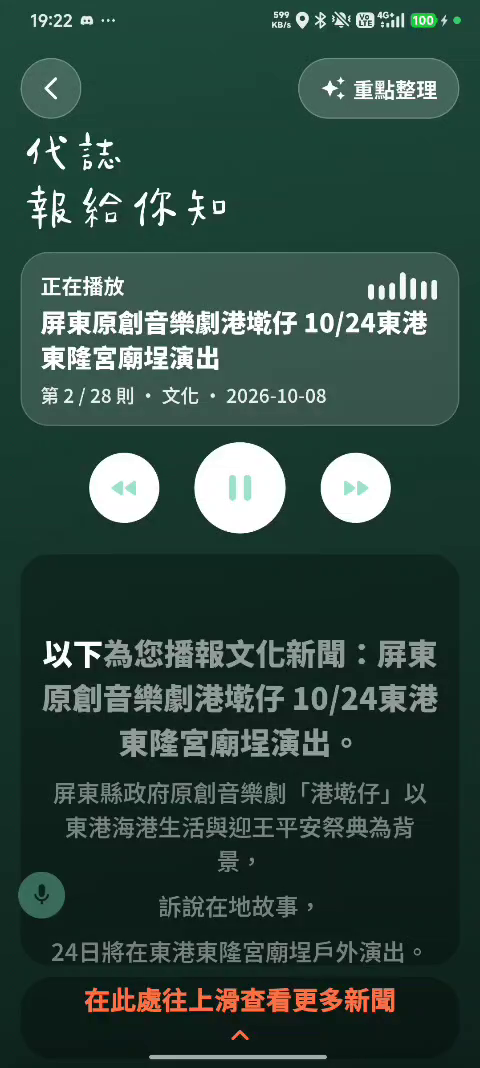 19:22
599
KB/s
VO
LTE
4G+
100
重點整理
代誌
報給你知
正在播放
屏東原創音樂劇港墘仔 10/24東港
東隆宮廟埕演出
第 2 / 28 則 • 文化 • 2026-10-08
以下為您播報文化新聞：屏東
原創音樂劇港墘仔 10/24東港
東隆宮廟埕演出。
屏東縣政府原創音樂劇「港墘仔」以
東港海港生活與迎王平安祭典為背
景，
訴說在地故事，
24日將在東港東隆宮廟埕戶外演出。
在此處往上滑查看更多新聞